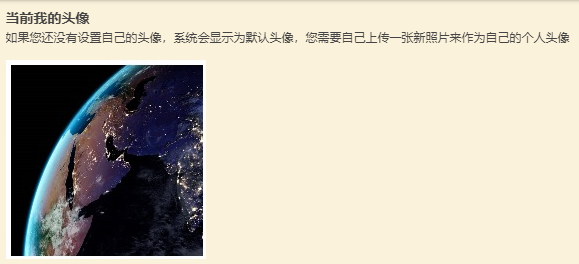 当前我的头像
如果您还没有设置自己的头像，系统会显示为默认头像，您需要自己上传一张新照片来作为自己的个人头像